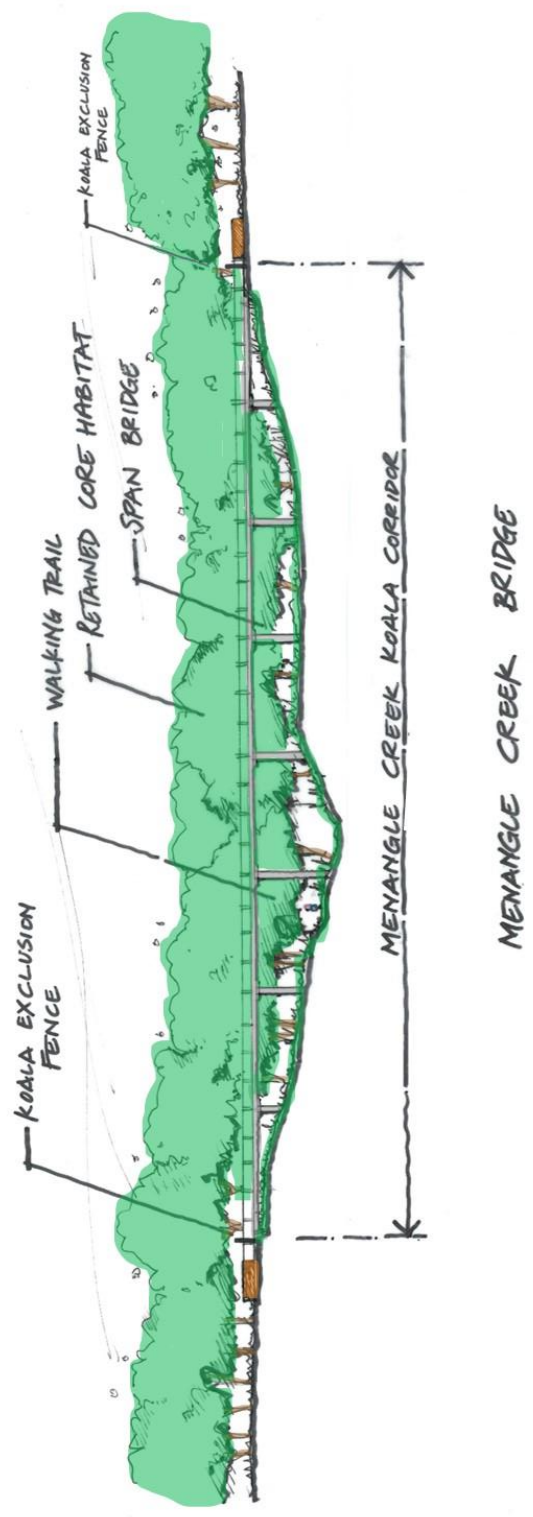 KOALA EXCLUSION
FENCE
WALKING TRAIL
RETAINED CORE HABITAT
SPAN BRIDGE
KOALA EXCLUSION
FENCE
MENANGLE CREEK KOALA CORRIDOR
MENANGLE CREEK BRIDGE